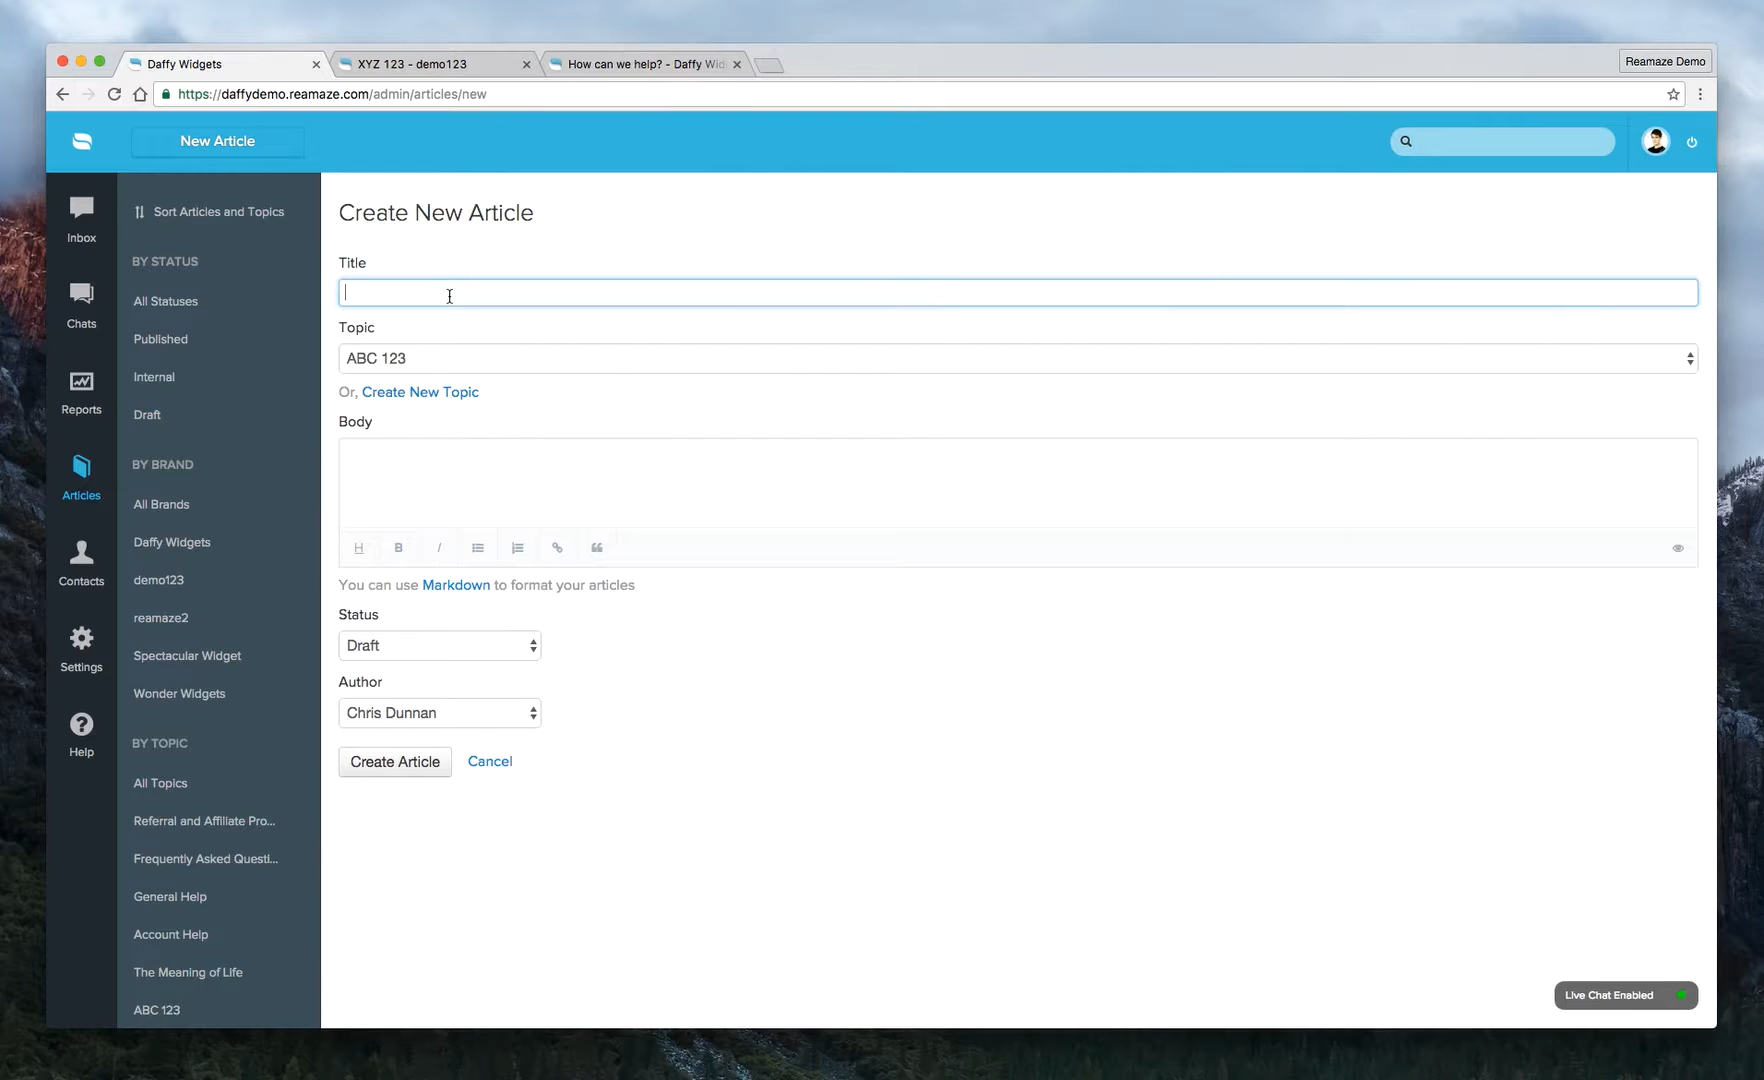 Daffy Widgets
XYZ 123 - demo123
How can we help? - Daffy Wid
Reamaze Demo
https://daffydemo.reamaze.com/admin/articles/new
New Article
Inbox
Chats
Reports
Articles
Contacts
Settings
Help
Sort Articles and Topics
BY STATUS
All Statuses
Published
Internal
Draft
BY BRAND
All Brands
Daffy Widgets
demo123
reamaze2
Spectacular Widget
Wonder Widgets
BY TOPIC
All Topics
Referral and Affiliate Pro...
Frequently Asked Questi...
General Help
Account Help
The Meaning of Life
ABC 123
Create New Article
Title
Topic
ABC 123
Or, Create New Topic
Body
H B I
You can use Markdown to format your articles
Status
Draft
Author
Chris Dunnan
Create Article Cancel
Live Chat Enabled